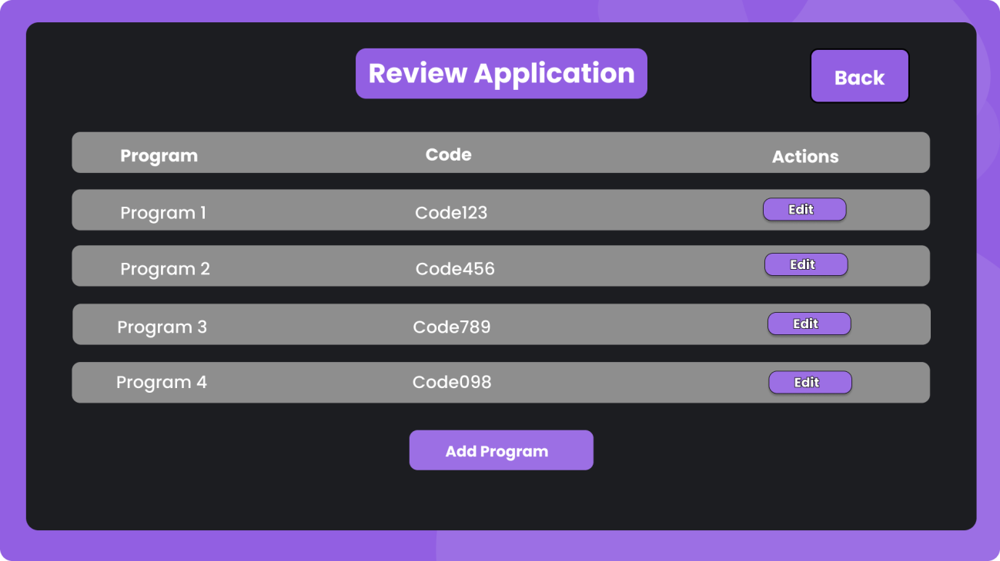 Review Application
Back
Program Code Actions
Program 1 Code123 Edit
Program 2 Code456 Edit
Program 3 Code789 Edit
Program 4 Code098 Edit
Add Program